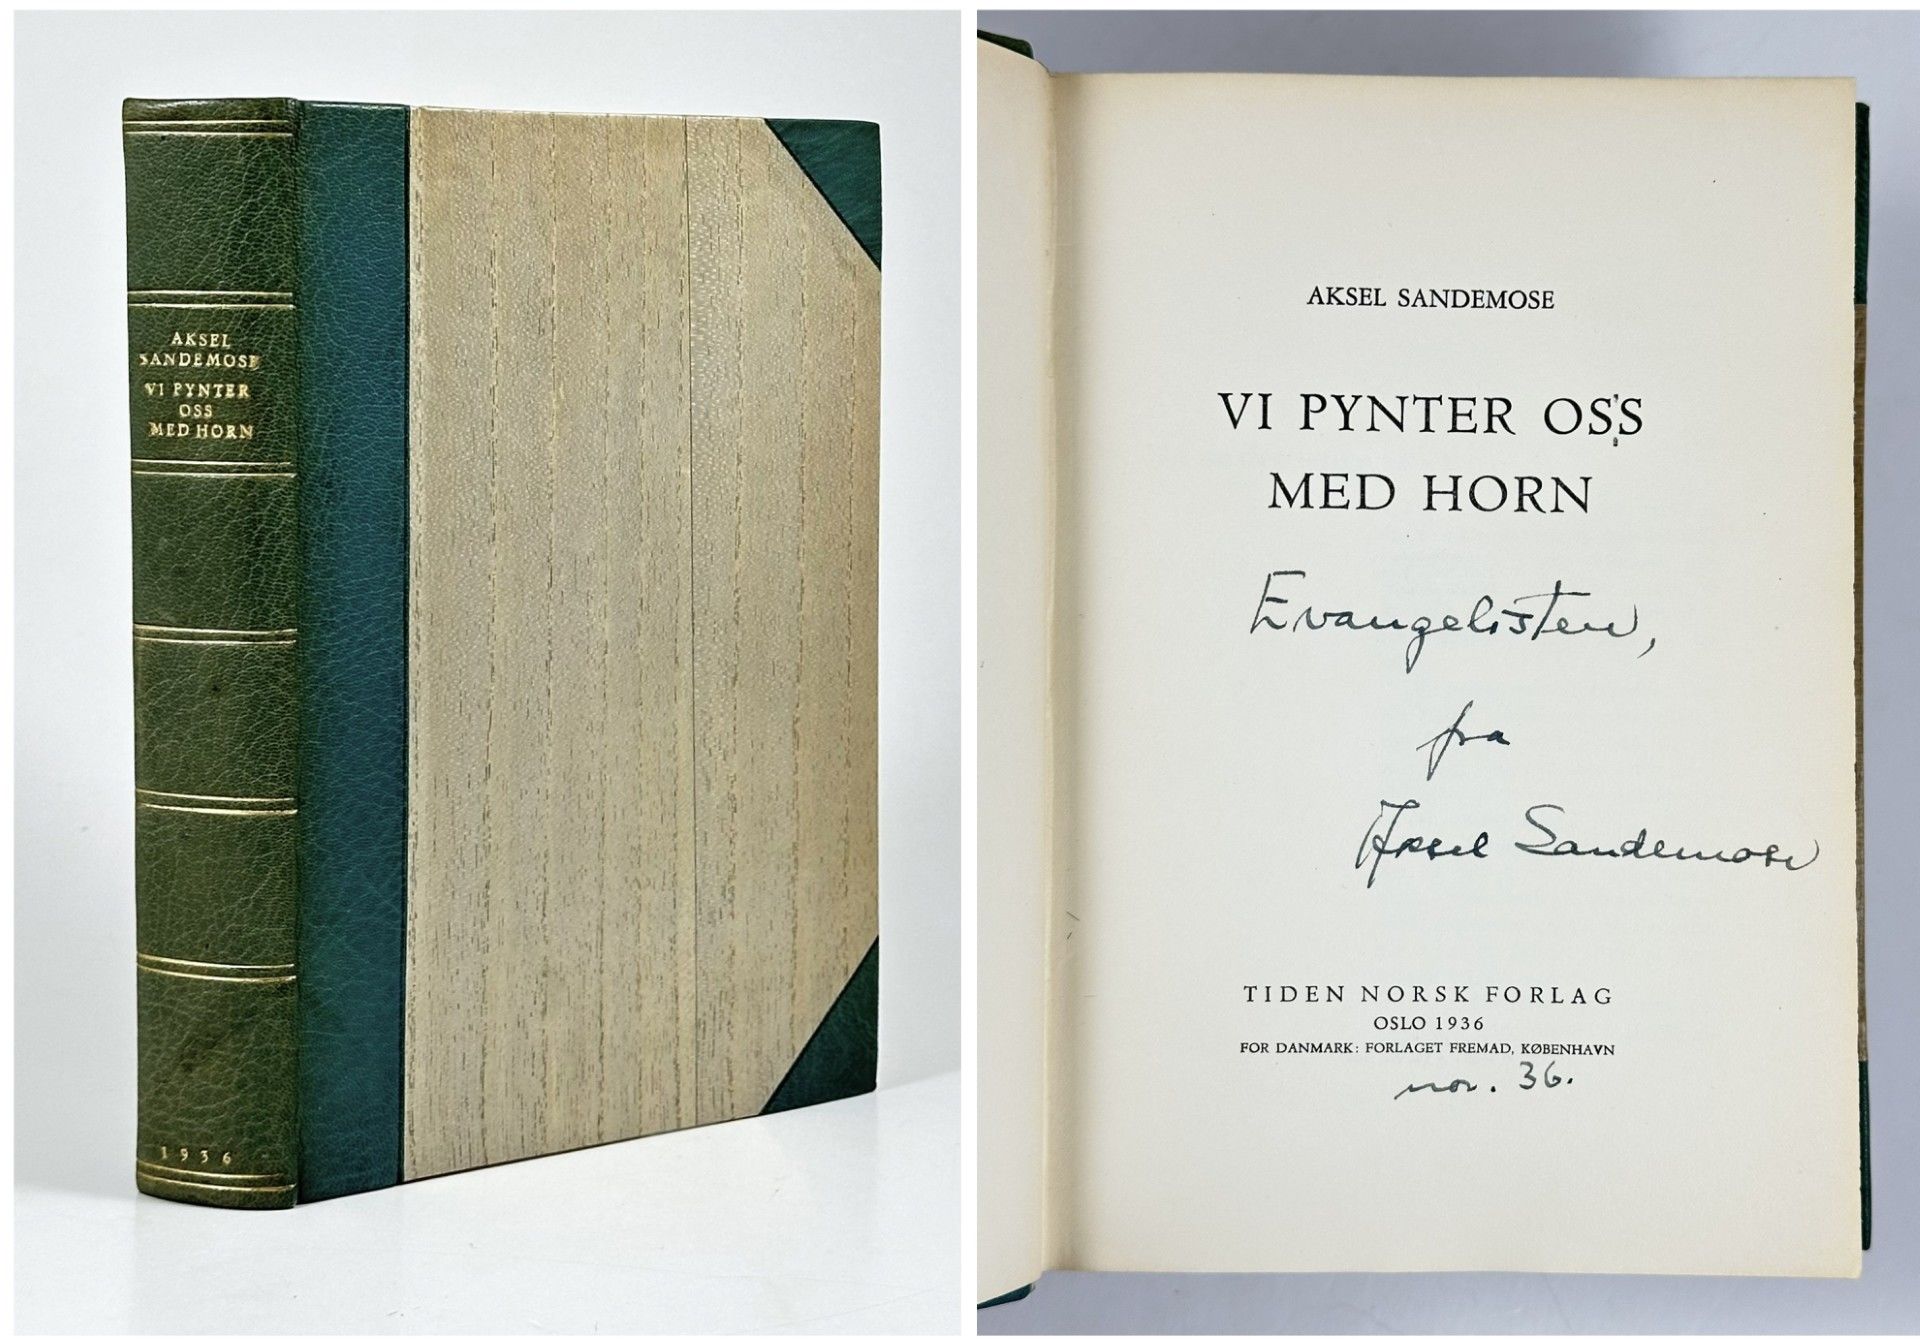 AKSEL
SANDEMOSE
VI PYNTER
OSS
MED HORN
1936
AKSEL SANDEMOSE
VI PYNTER OSS
MED HORN
Evangelisten,
fra
Aksel Sandemose
TIDEN NORSK FORLAG
OSLO 1936
FOR DANMARK: FORLAGET FREMAD, KØBENHAVN
nov. 36.